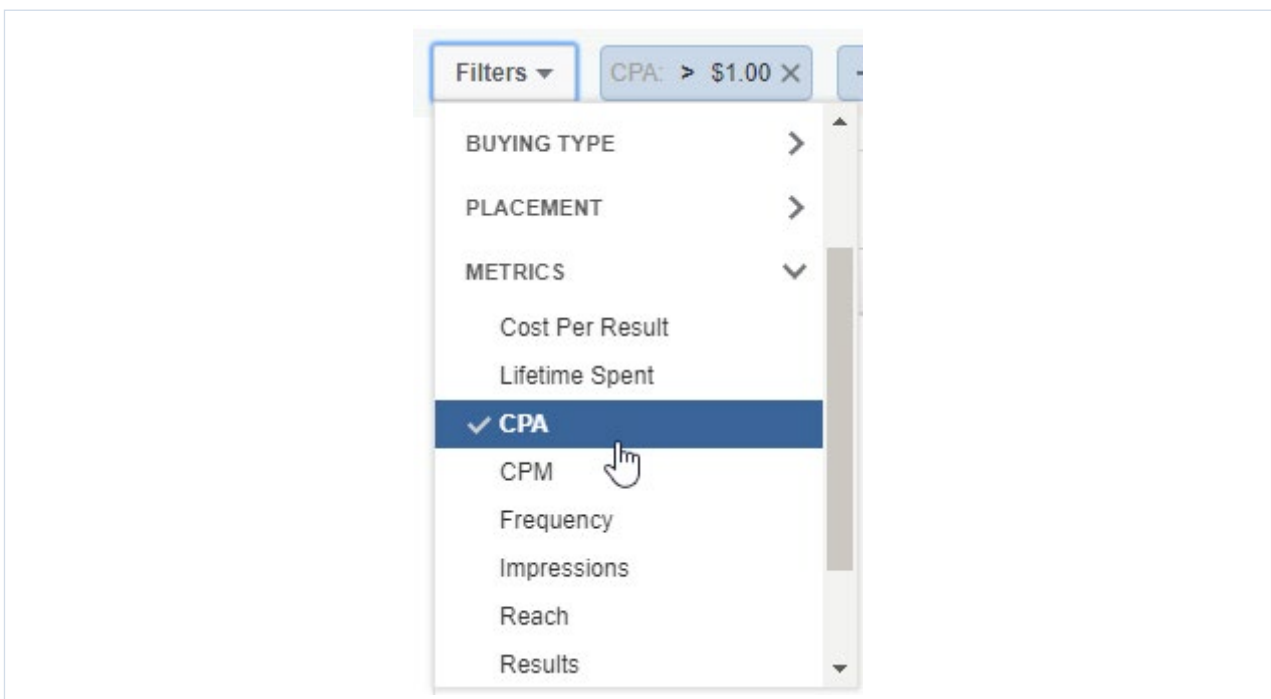 Filters CPA: > $1.00 ×
BUYING TYPE
PLACEMENT
METRICS
Cost Per Result
Lifetime Spent
✓ CPA
CPM
Frequency
Impressions
Reach
Results